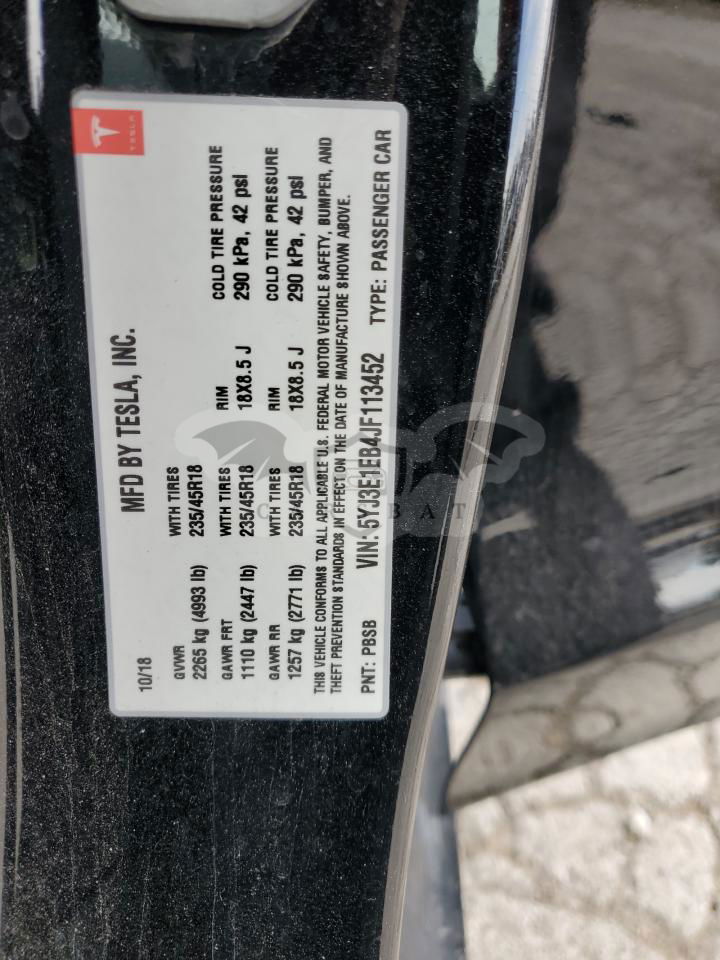 TESLA
MFD BY TESLA, INC.
10/18
GVWR WITH TIRES
2265 kg (4993 lb) 235/45R18
GAWR FRT WITH TIRES RIM COLD TIRE PRESSURE
1110 kg (2447 lb) 235/45R18 18X8.5 J 290 kPa, 42 psi
GAWR RR WITH TIRES RIM COLD TIRE PRESSURE
1257 kg (2771 lb) 235/45R18 18X8.5 J 290 kPa, 42 psi
THIS VEHICLE CONFORMS TO ALL APPLICABLE U.S. FEDERAL MOTOR VEHICLE SAFETY, BUMPER, AND
THEFT PREVENTION STANDARDS IN EFFECT ON THE DATE OF MANUFACTURE SHOWN ABOVE.
PNT: PBSB VIN: 5YJ3E1EB4JF113452 TYPE: PASSENGER CAR